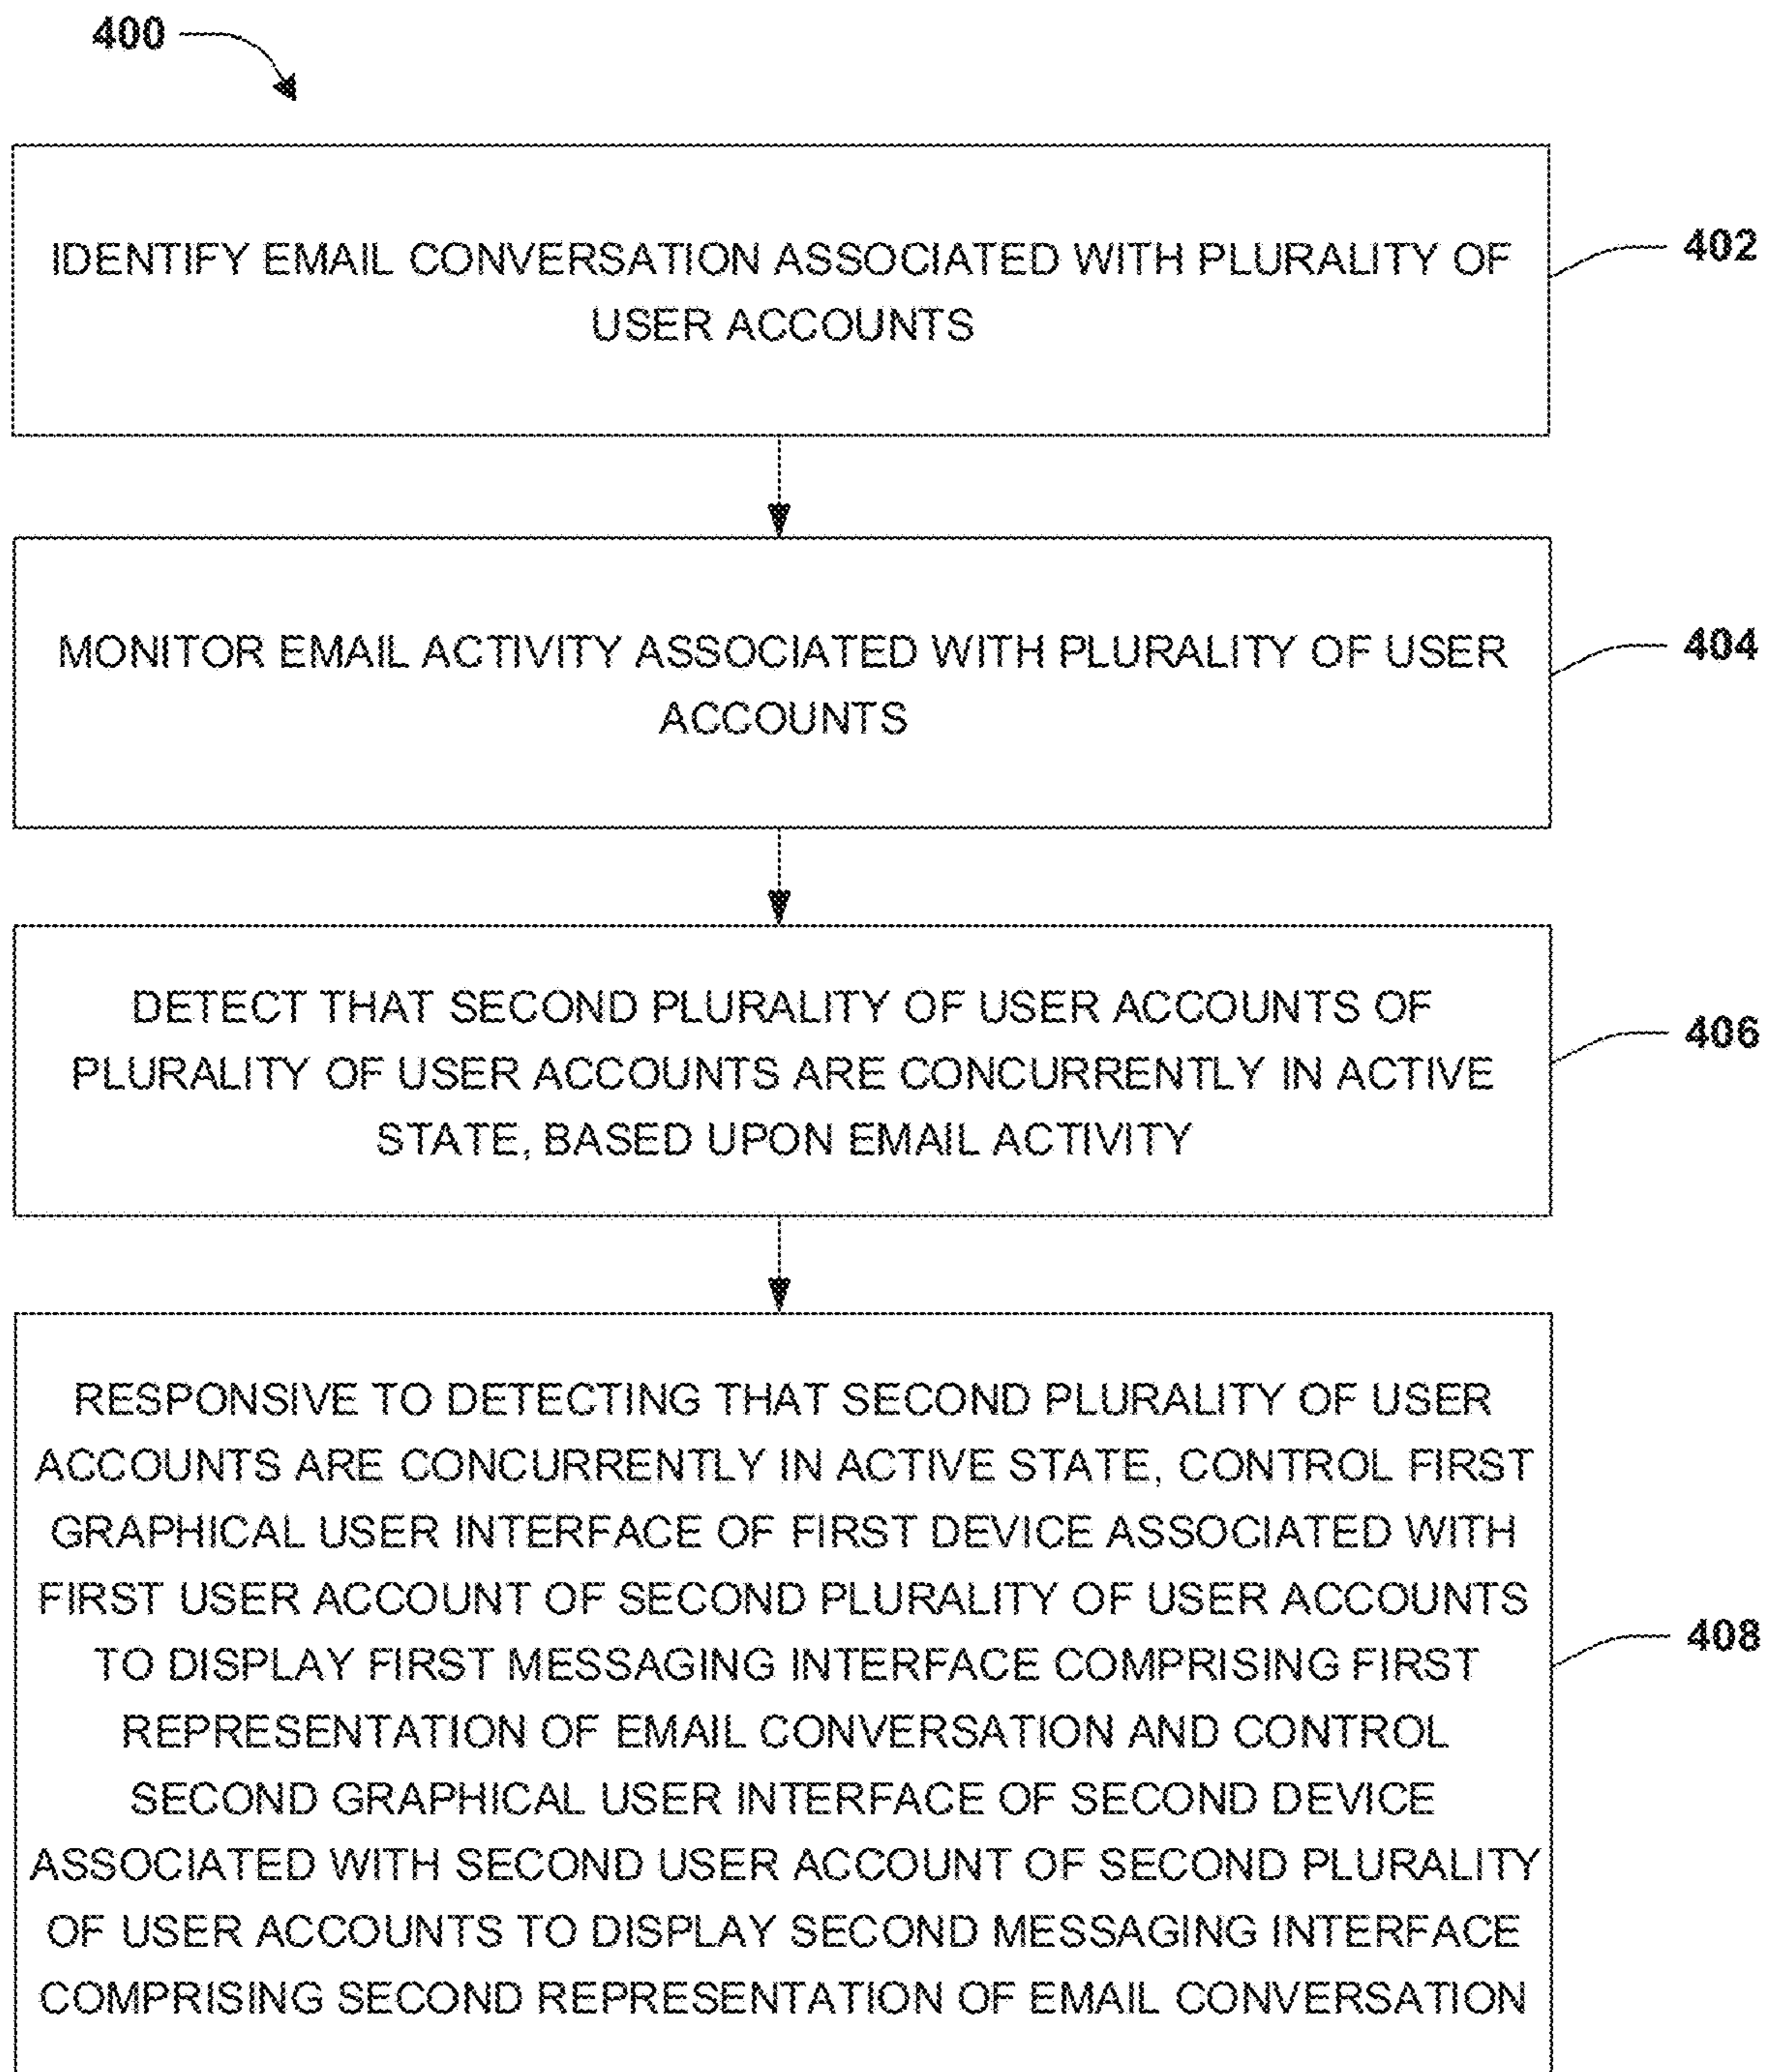 400
IDENTIFY EMAIL CONVERSATION ASSOCIATED WITH PLURALITY OF
USER ACCOUNTS
402
MONITOR EMAIL ACTIVITY ASSOCIATED WITH PLURALITY OF USER
ACCOUNTS
404
DETECT THAT SECOND PLURALITY OF USER ACCOUNTS OF
PLURALITY OF USER ACCOUNTS ARE CONCURRENTLY IN ACTIVE
STATE, BASED UPON EMAIL ACTIVITY
406
RESPONSIVE TO DETECTING THAT SECOND PLURALITY OF USER
ACCOUNTS ARE CONCURRENTLY IN ACTIVE STATE, CONTROL FIRST
GRAPHICAL USER INTERFACE OF FIRST DEVICE ASSOCIATED WITH
FIRST USER ACCOUNT OF SECOND PLURALITY OF USER ACCOUNTS
TO DISPLAY FIRST MESSAGING INTERFACE COMPRISING FIRST
REPRESENTATION OF EMAIL CONVERSATION AND CONTROL
SECOND GRAPHICAL USER INTERFACE OF SECOND DEVICE
ASSOCIATED WITH SECOND USER ACCOUNT OF SECOND PLURALITY
OF USER ACCOUNTS TO DISPLAY SECOND MESSAGING INTERFACE
COMPRISING SECOND REPRESENTATION OF EMAIL CONVERSATION
408